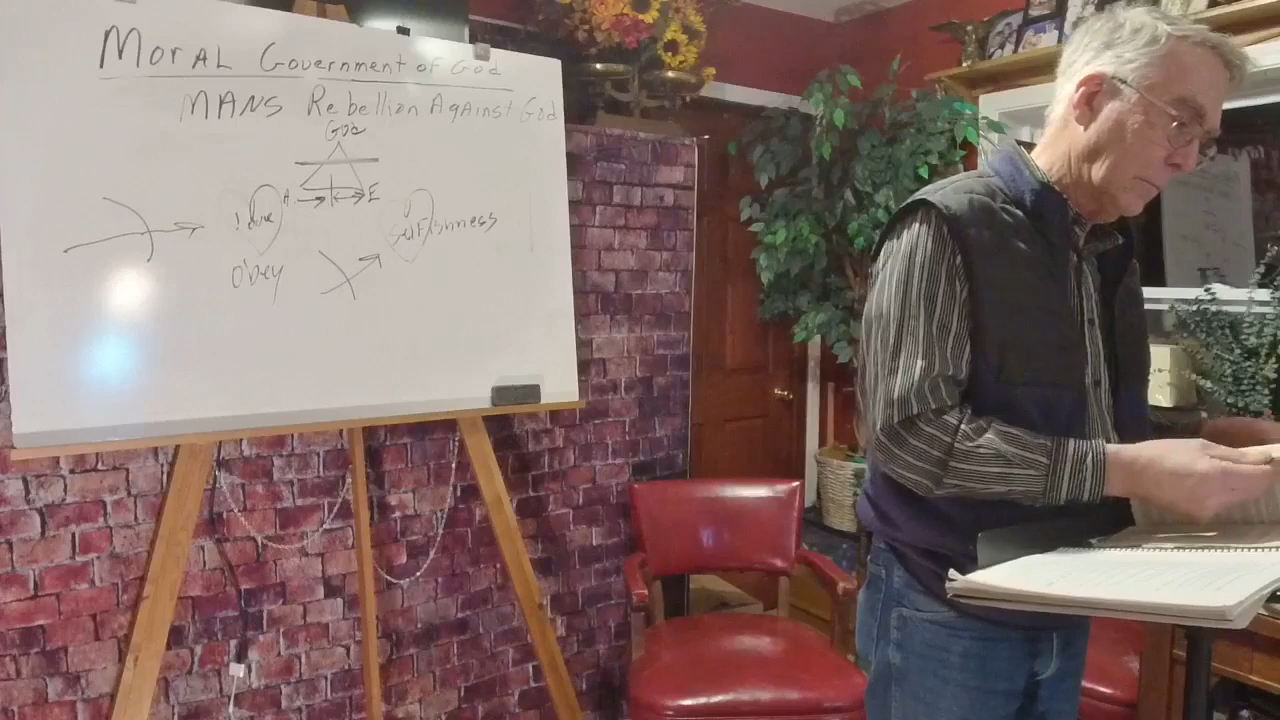 Moral Government of God
MANS Rebellion Against God
God
A E
love selfishness
obey